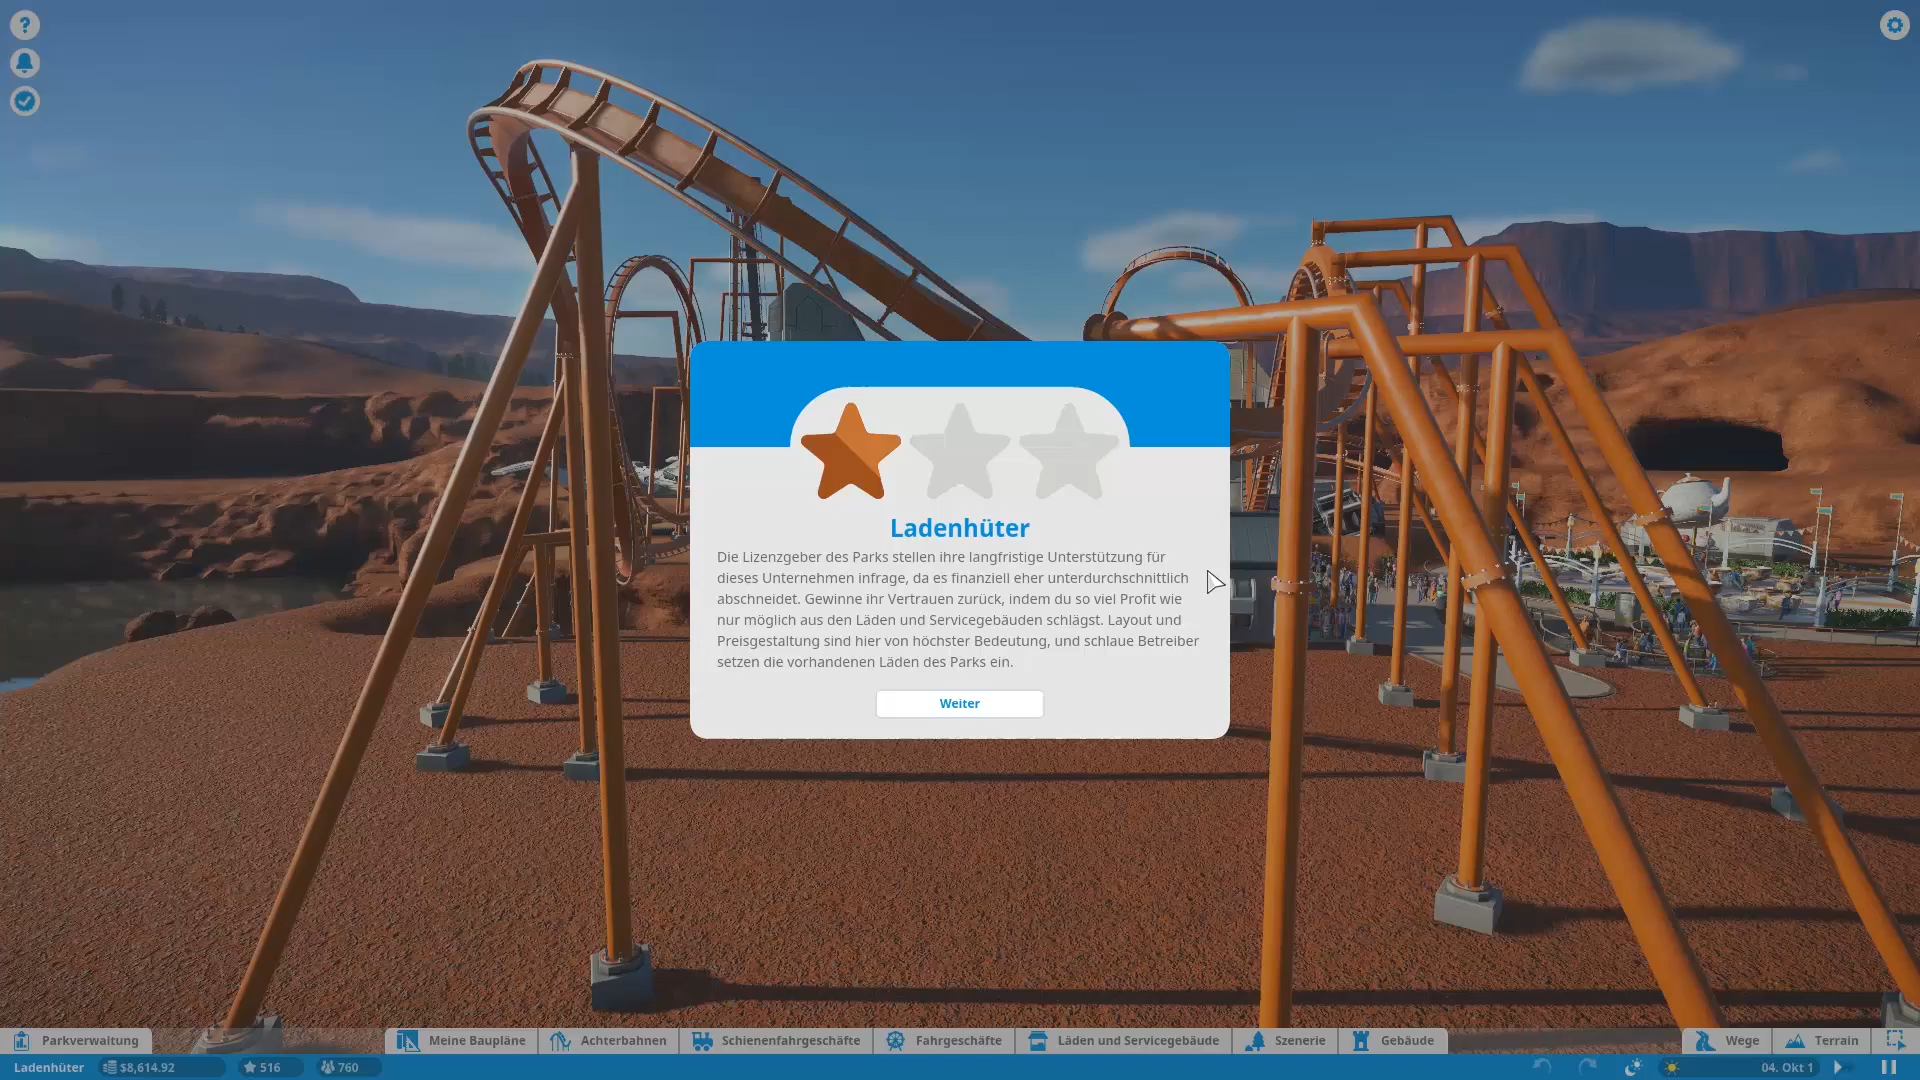 ?
Ladenhüter
Die Lizenzgeber des Parks stellen ihre langfristige Unterstützung für
dieses Unternehmen infrage, da es finanziell eher unterdurchschnittlich
abschneidet. Gewinne ihr Vertrauen zurück, indem du so viel Profit wie
nur möglich aus den Läden und Servicegebäuden schlägst. Layout und
Preisgestaltung sind hier von höchster Bedeutung, und schlaue Betreiber
setzen die vorhandenen Läden des Parks ein.
Weiter
Parkverwaltung Meine Baupläne Achterbahnen Schienenfahrgeschäfte Fahrgeschäfte Läden und Servicegebäude Szenerie Gebäude Wege Terrain
Ladenhüter $8,614.92 516 760 04. Okt 1